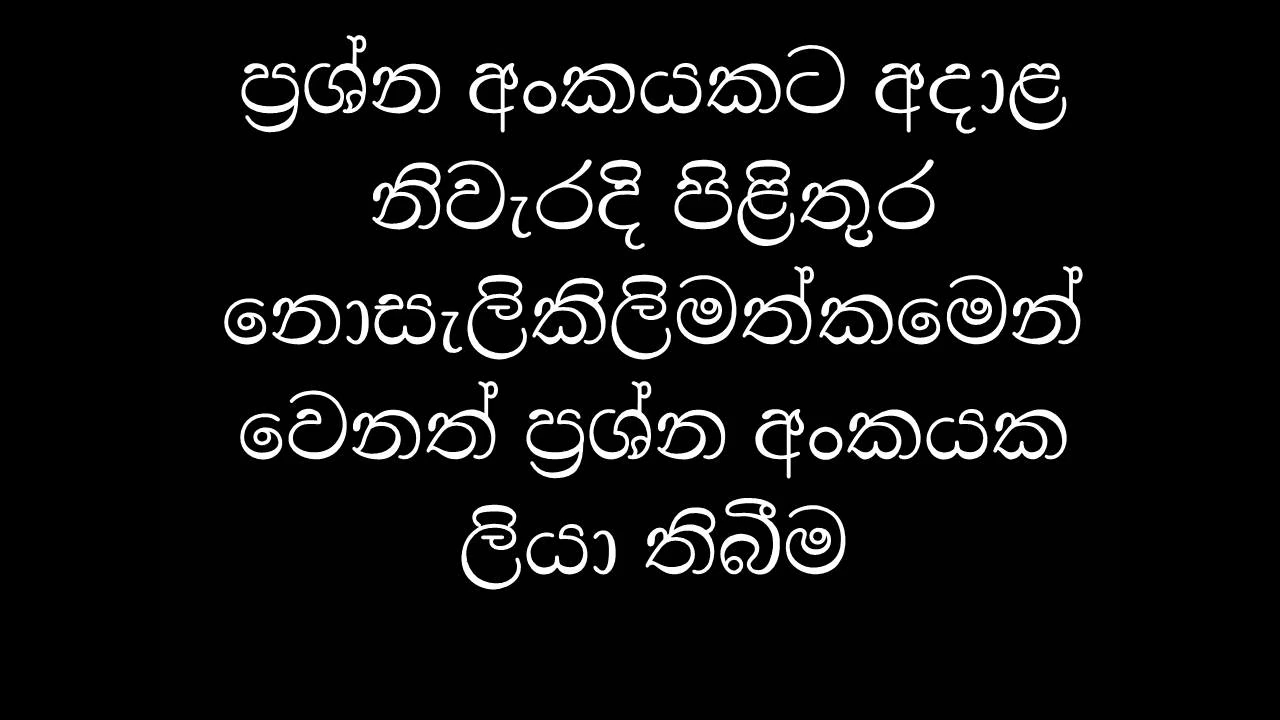 ප්‍රශ්න අංකයකට අදාළ
නිවැරදි පිළිතුර
නොසැලිකිලිමත්කමෙන්
වෙනත් ප්‍රශ්න අංකයක
ලියා තිබීම